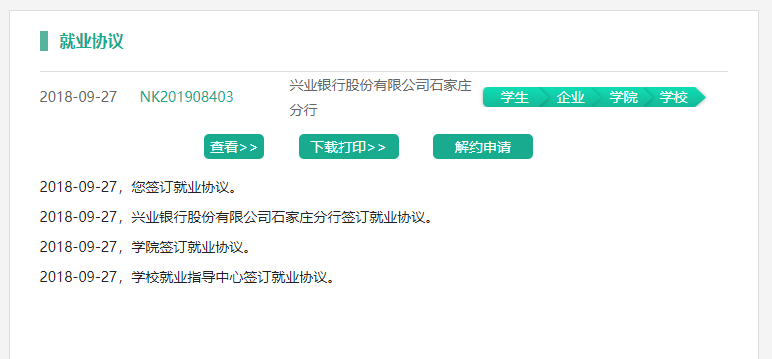 就业协议
2018-09-27 NK201908403 兴业银行股份有限公司石家庄
分行 学生 企业 学院 学校
查看>> 下载打印>> 解约申请
2018-09-27，您签订就业协议。
2018-09-27，兴业银行股份有限公司石家庄分行签订就业协议。
2018-09-27，学院签订就业协议。
2018-09-27，学校就业指导中心签订就业协议。